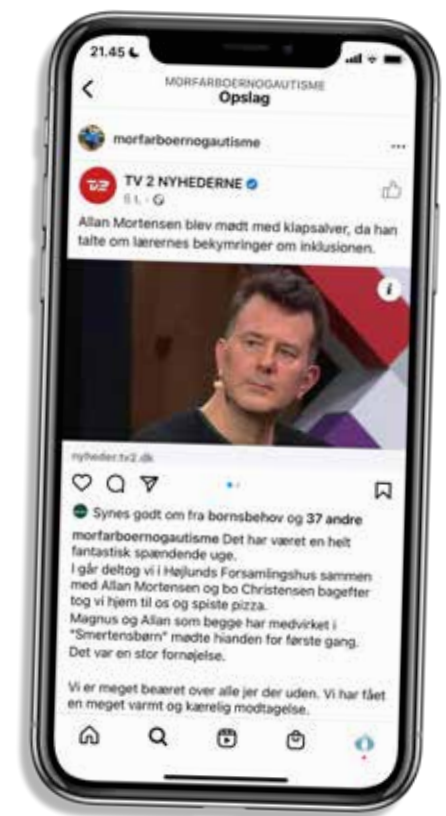 21.45
MORFARBOERNOGAUTISME
Opslag
morfarboernogautisme
TV 2 NYHEDERNE
Allan Mortensen blev mødt med klapsalver, da han
talte om lærernes bekymringer om inklusionen.
nyheder.tv2.dk
Synes godt om fra bornsbehov og 37 andre
morfarboernogautisme Det har været en helt
fantastisk spændende uge.
I går deltog vi i Højlunds Forsamlingshus sammen
med Allan Mortensen og bo Christensen bagefter
tog vi hjem til os og spiste pizza.
Magnus og Allan som begge har medvirket i
"Smertensbørn" mødte hianden for første gang.
Det var en stor fornøjelse.
Vi er meget beæret over alle jer der uden. Vi har fået
en meget varmt og kærelig modtagelse.